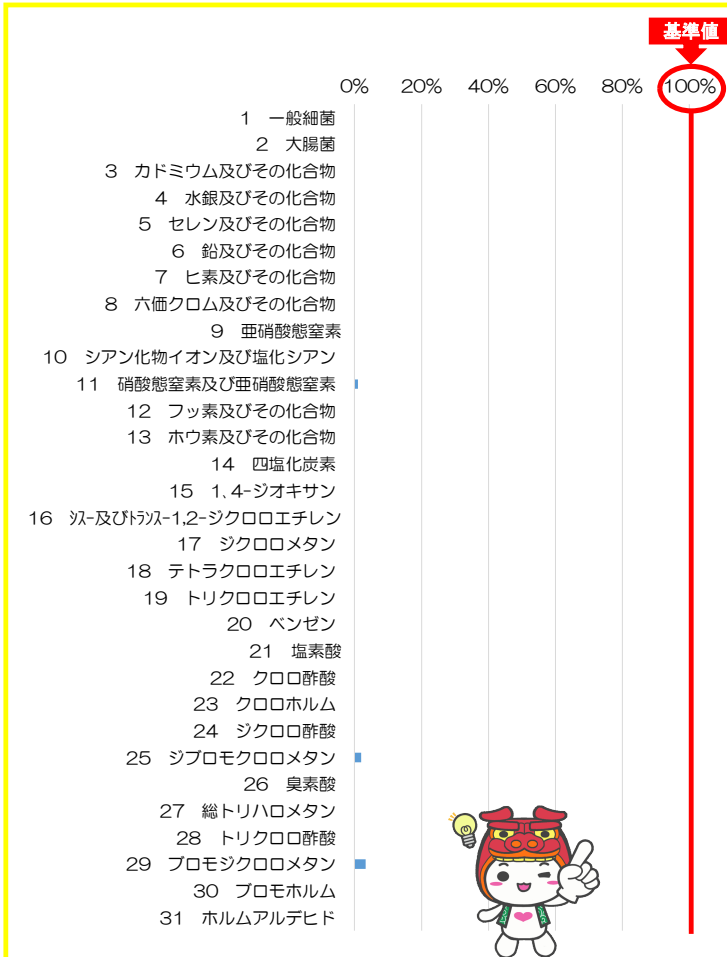 基準値
0% 20% 40% 60% 80% 100%
1 一般細菌
2 大腸菌
3 カドミウム及びその化合物
4 水銀及びその化合物
5 セレン及びその化合物
6 鉛及びその化合物
7 ヒ素及びその化合物
8 六価クロム及びその化合物
9 亜硝酸態窒素
10 シアン化物イオン及び塩化シアン
11 硝酸態窒素及び亜硝酸態窒素
12 フッ素及びその化合物
13 ホウ素及びその化合物
14 四塩化炭素
15 1、4-ジオキサン
16 シス-及びトランス-1,2-ジクロロエチレン
17 ジクロロメタン
18 テトラクロロエチレン
19 トリクロロエチレン
20 ベンゼン
21 塩素酸
22 クロロ酢酸
23 クロロホルム
24 ジクロロ酢酸
25 ジブロモクロロメタン
26 臭素酸
27 総トリハロメタン
28 トリクロロ酢酸
29 ブロモジクロロメタン
30 ブロモホルム
31 ホルムアルデヒド